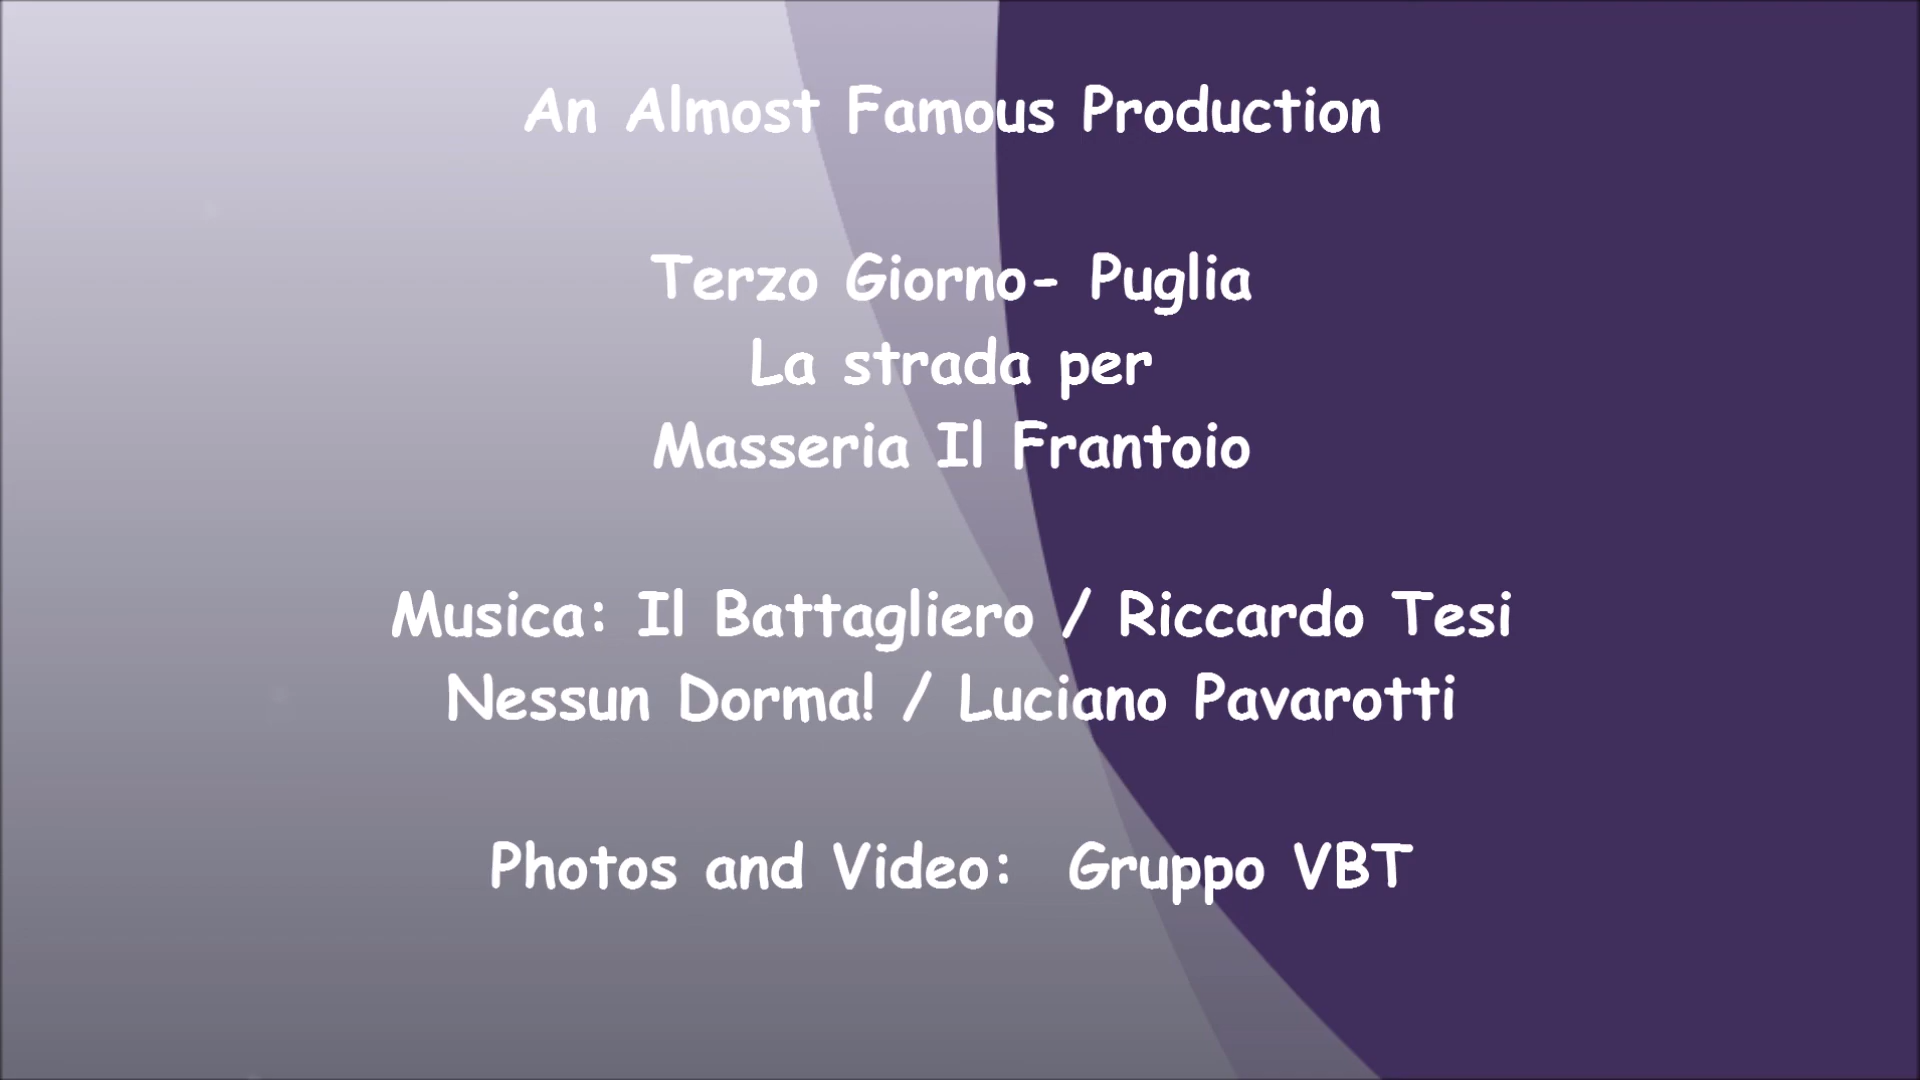 An Almost Famous Production
Terzo Giorno- Puglia
La strada per
Masseria Il Frantoio
Musica: Il Battagliero / Riccardo Tesi
Nessun Dorma! / Luciano Pavarotti
Photos and Video:  Gruppo VBT